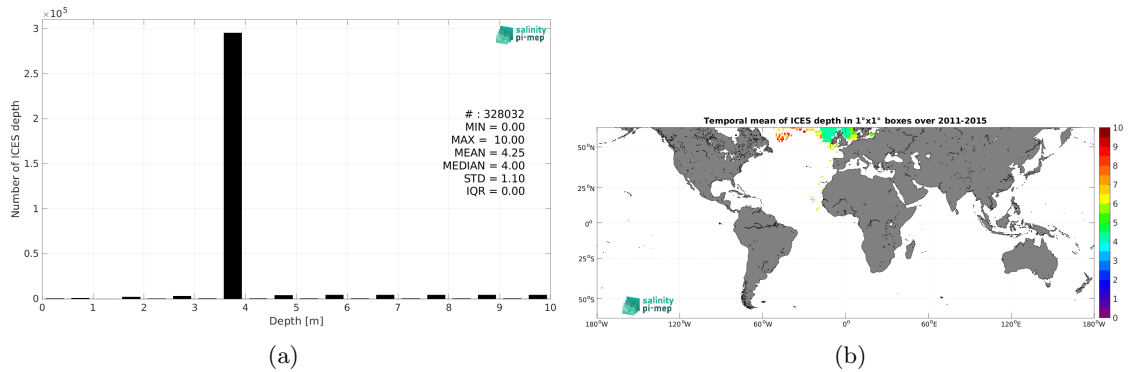 ×10⁵
3
2.5
2
1.5
1
0.5
0
Number of ICES depth
0 1 2 3 4 5 6 7 8 9 10
Depth [m]
salinity
pi-mep
# : 328032
MIN = 0.00
MAX = 10.00
MEAN = 4.25
MEDIAN = 4.00
STD = 1.10
IQR = 0.00
(a)
Temporal mean of ICES depth in 1°x1° boxes over 2011-2015
50°N
25°N
0°
25°S
50°S
180°W 120°W 60°W 0° 60°E 120°E 180°W
salinity
pi-mep
10
9
8
7
6
5
4
3
2
1
0
(b)